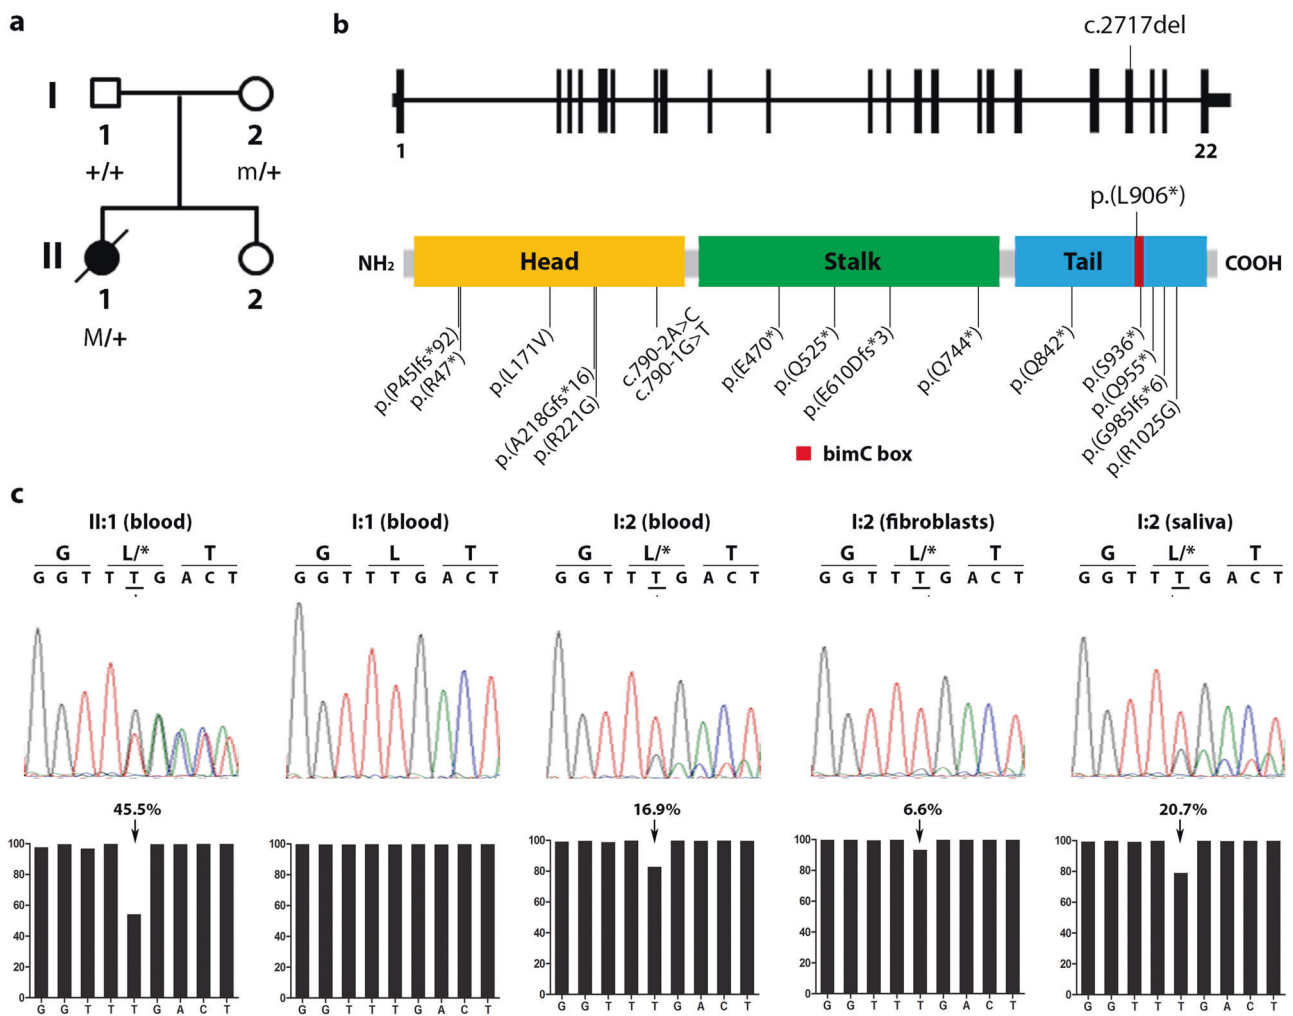 a
I
1
2
+/+
m/+
II
1
2
M/+
b
c.2717del
1
22
p.(L906*)
NH₂
Head
Stalk
Tail
COOH
p.(P45Ifs*92)
p.(R47*)
p.(L171V)
p.(A218Gfs*16)
p.(R221G)
c.790-2A>C
c.790-1G>T
p.(E470*)
p.(Q525*)
p.(E610Dfs*3)
p.(Q744*)
p.(Q842*)
p.(S936*)
p.(Q955*)
p.(G985Ifs*6)
p.(R1025G)
bimC box
c
II:1 (blood)
G L/* T
G G T T T G A C T
45.5%
100
80
60
40
20
0
G G T T T G A C T
I:1 (blood)
G L T
G G T T T G A C T
100
80
60
40
20
0
G G T T T G A C T
I:2 (blood)
G L/* T
G G T T T G A C T
16.9%
100
80
60
40
20
0
G G T T T G A C T
I:2 (fibroblasts)
G L/* T
G G T T T G A C T
6.6%
100
80
60
40
20
0
G G T T T G A C T
I:2 (saliva)
G L/* T
G G T T T G A C T
20.7%
100
80
60
40
20
0
G G T T T G A C T